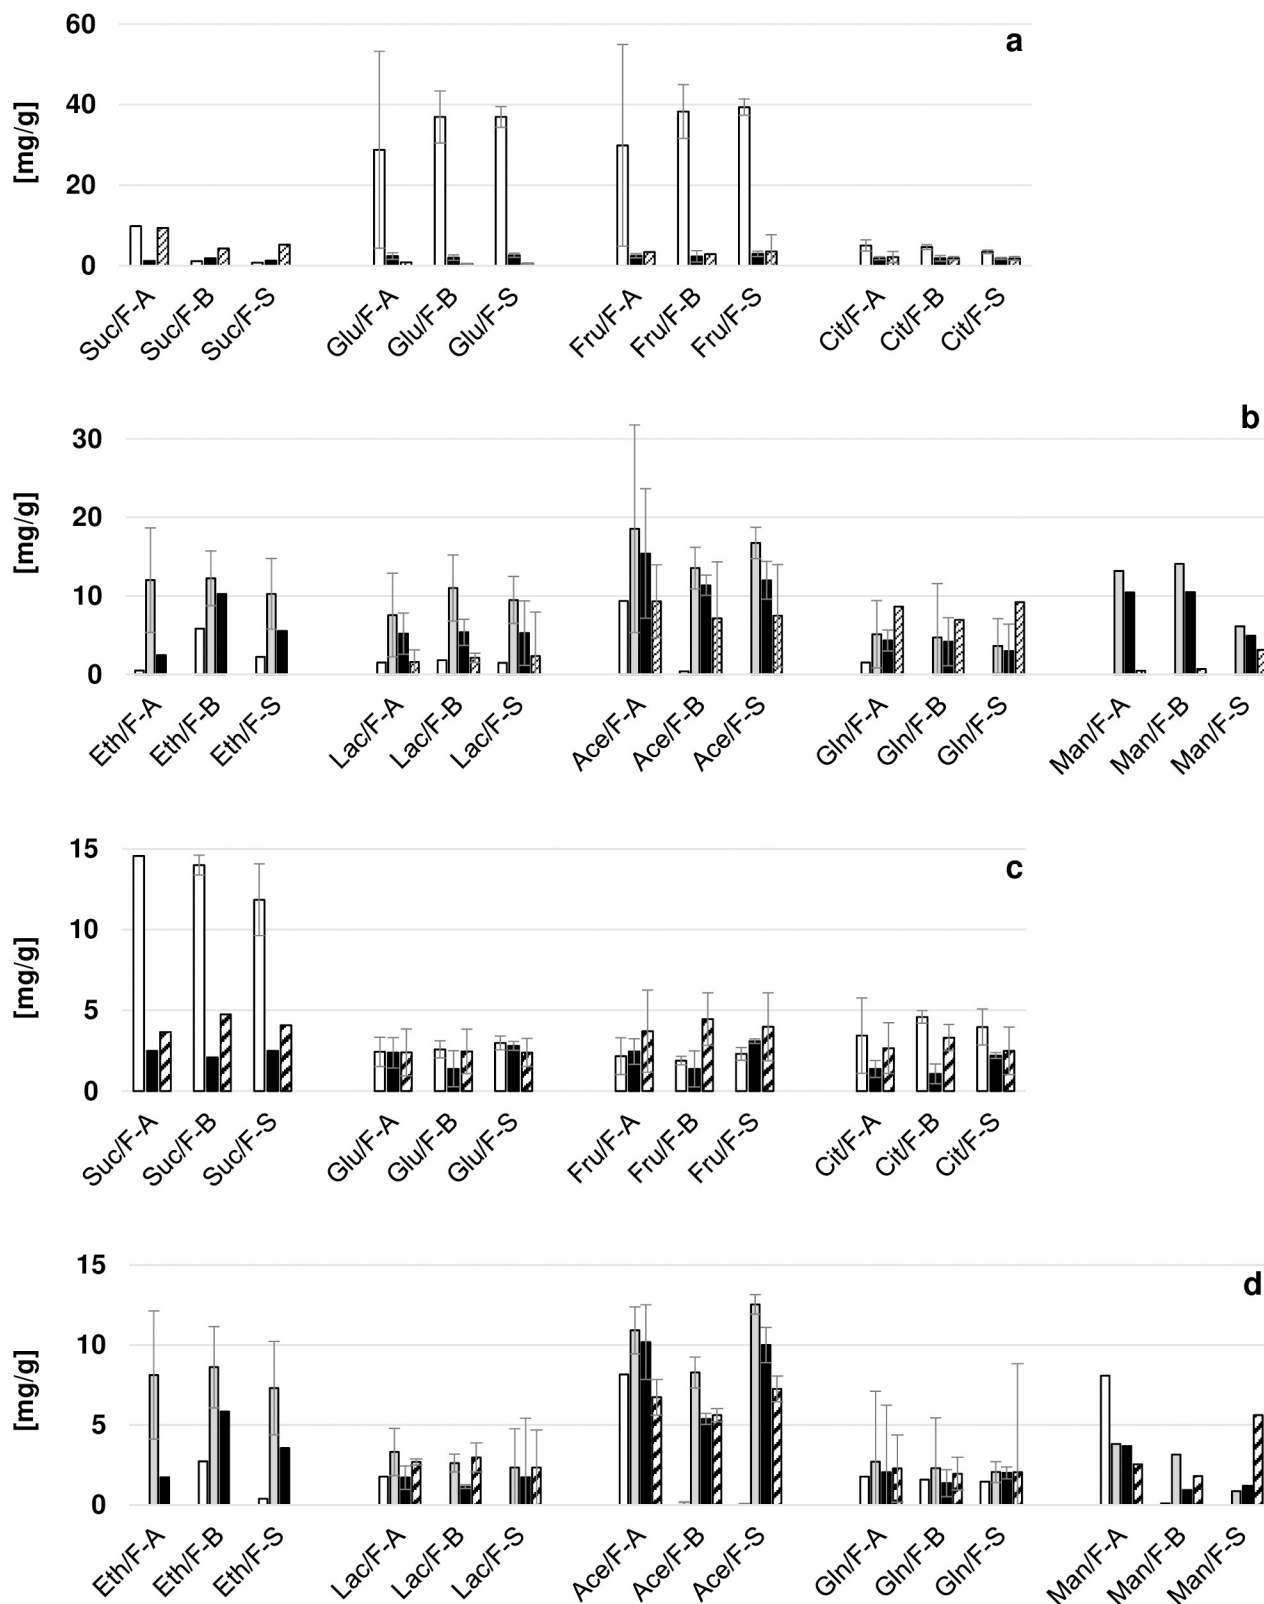 60
a
40
[mg/g]
20
0
Suc/F-A
Suc/F-B
Suc/F-S
Glu/F-A
Glu/F-B
Glu/F-S
Fru/F-A
Fru/F-B
Fru/F-S
Cit/F-A
Cit/F-B
Cit/F-S
b
30
20
[mg/g]
10
0
Eth/F-A
Eth/F-B
Eth/F-S
Lac/F-A
Lac/F-B
Lac/F-S
Ace/F-A
Ace/F-B
Ace/F-S
Gln/F-A
Gln/F-B
Gln/F-S
Man/F-A
Man/F-B
Man/F-S
15
c
10
[mg/g]
5
0
Suc/F-A
Suc/F-B
Suc/F-S
Glu/F-A
Glu/F-B
Glu/F-S
Fru/F-A
Fru/F-B
Fru/F-S
Cit/F-A
Cit/F-B
Cit/F-S
15
d
10
[mg/g]
5
0
Eth/F-A
Eth/F-B
Eth/F-S
Lac/F-A
Lac/F-B
Lac/F-S
Ace/F-A
Ace/F-B
Ace/F-S
Gln/F-A
Gln/F-B
Gln/F-S
Man/F-A
Man/F-B
Man/F-S